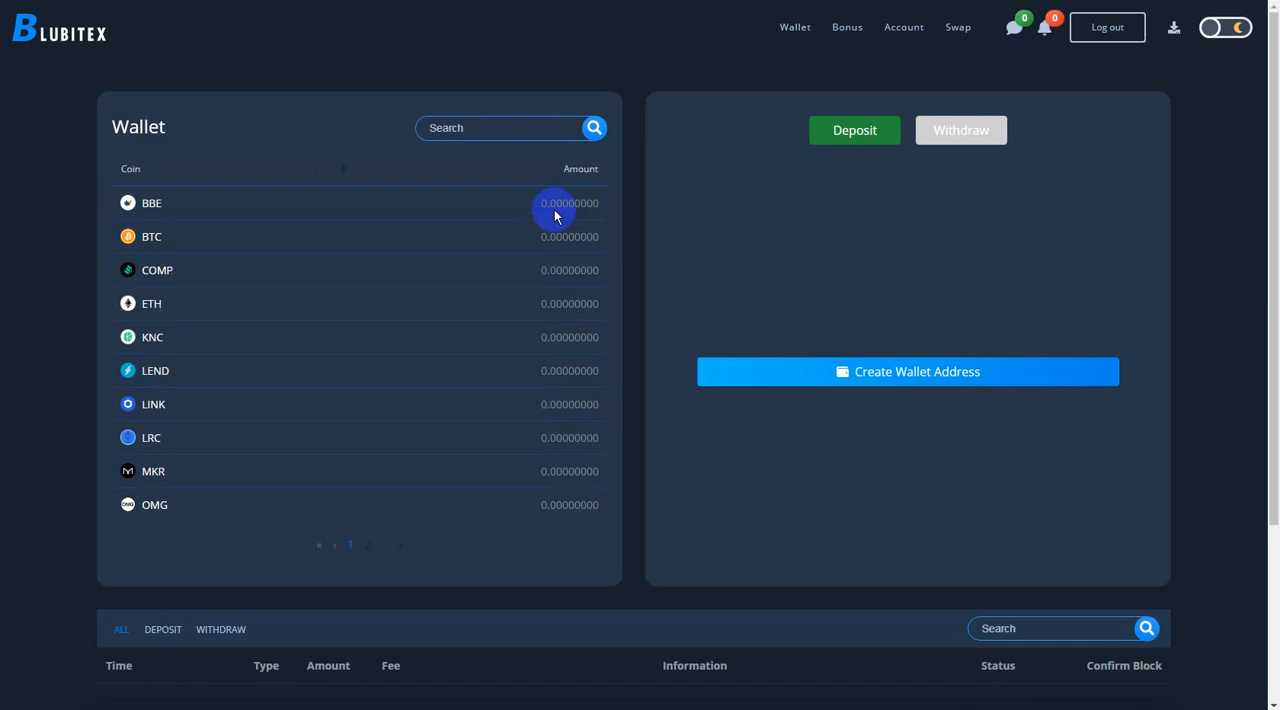 BLUBITEX
Wallet Bonus Account Swap 0 0 Log out
Wallet
Search
Coin Amount
BBE 0.00000000
BTC 0.00000000
COMP 0.00000000
ETH 0.00000000
KNC 0.00000000
LEND 0.00000000
LINK 0.00000000
LRC 0.00000000
MKR 0.00000000
OMG 0.00000000
« ‹ 1 2 › »
Deposit Withdraw
Create Wallet Address
ALL DEPOSIT WITHDRAW
Search
Time Type Amount Fee Information Status Confirm Block